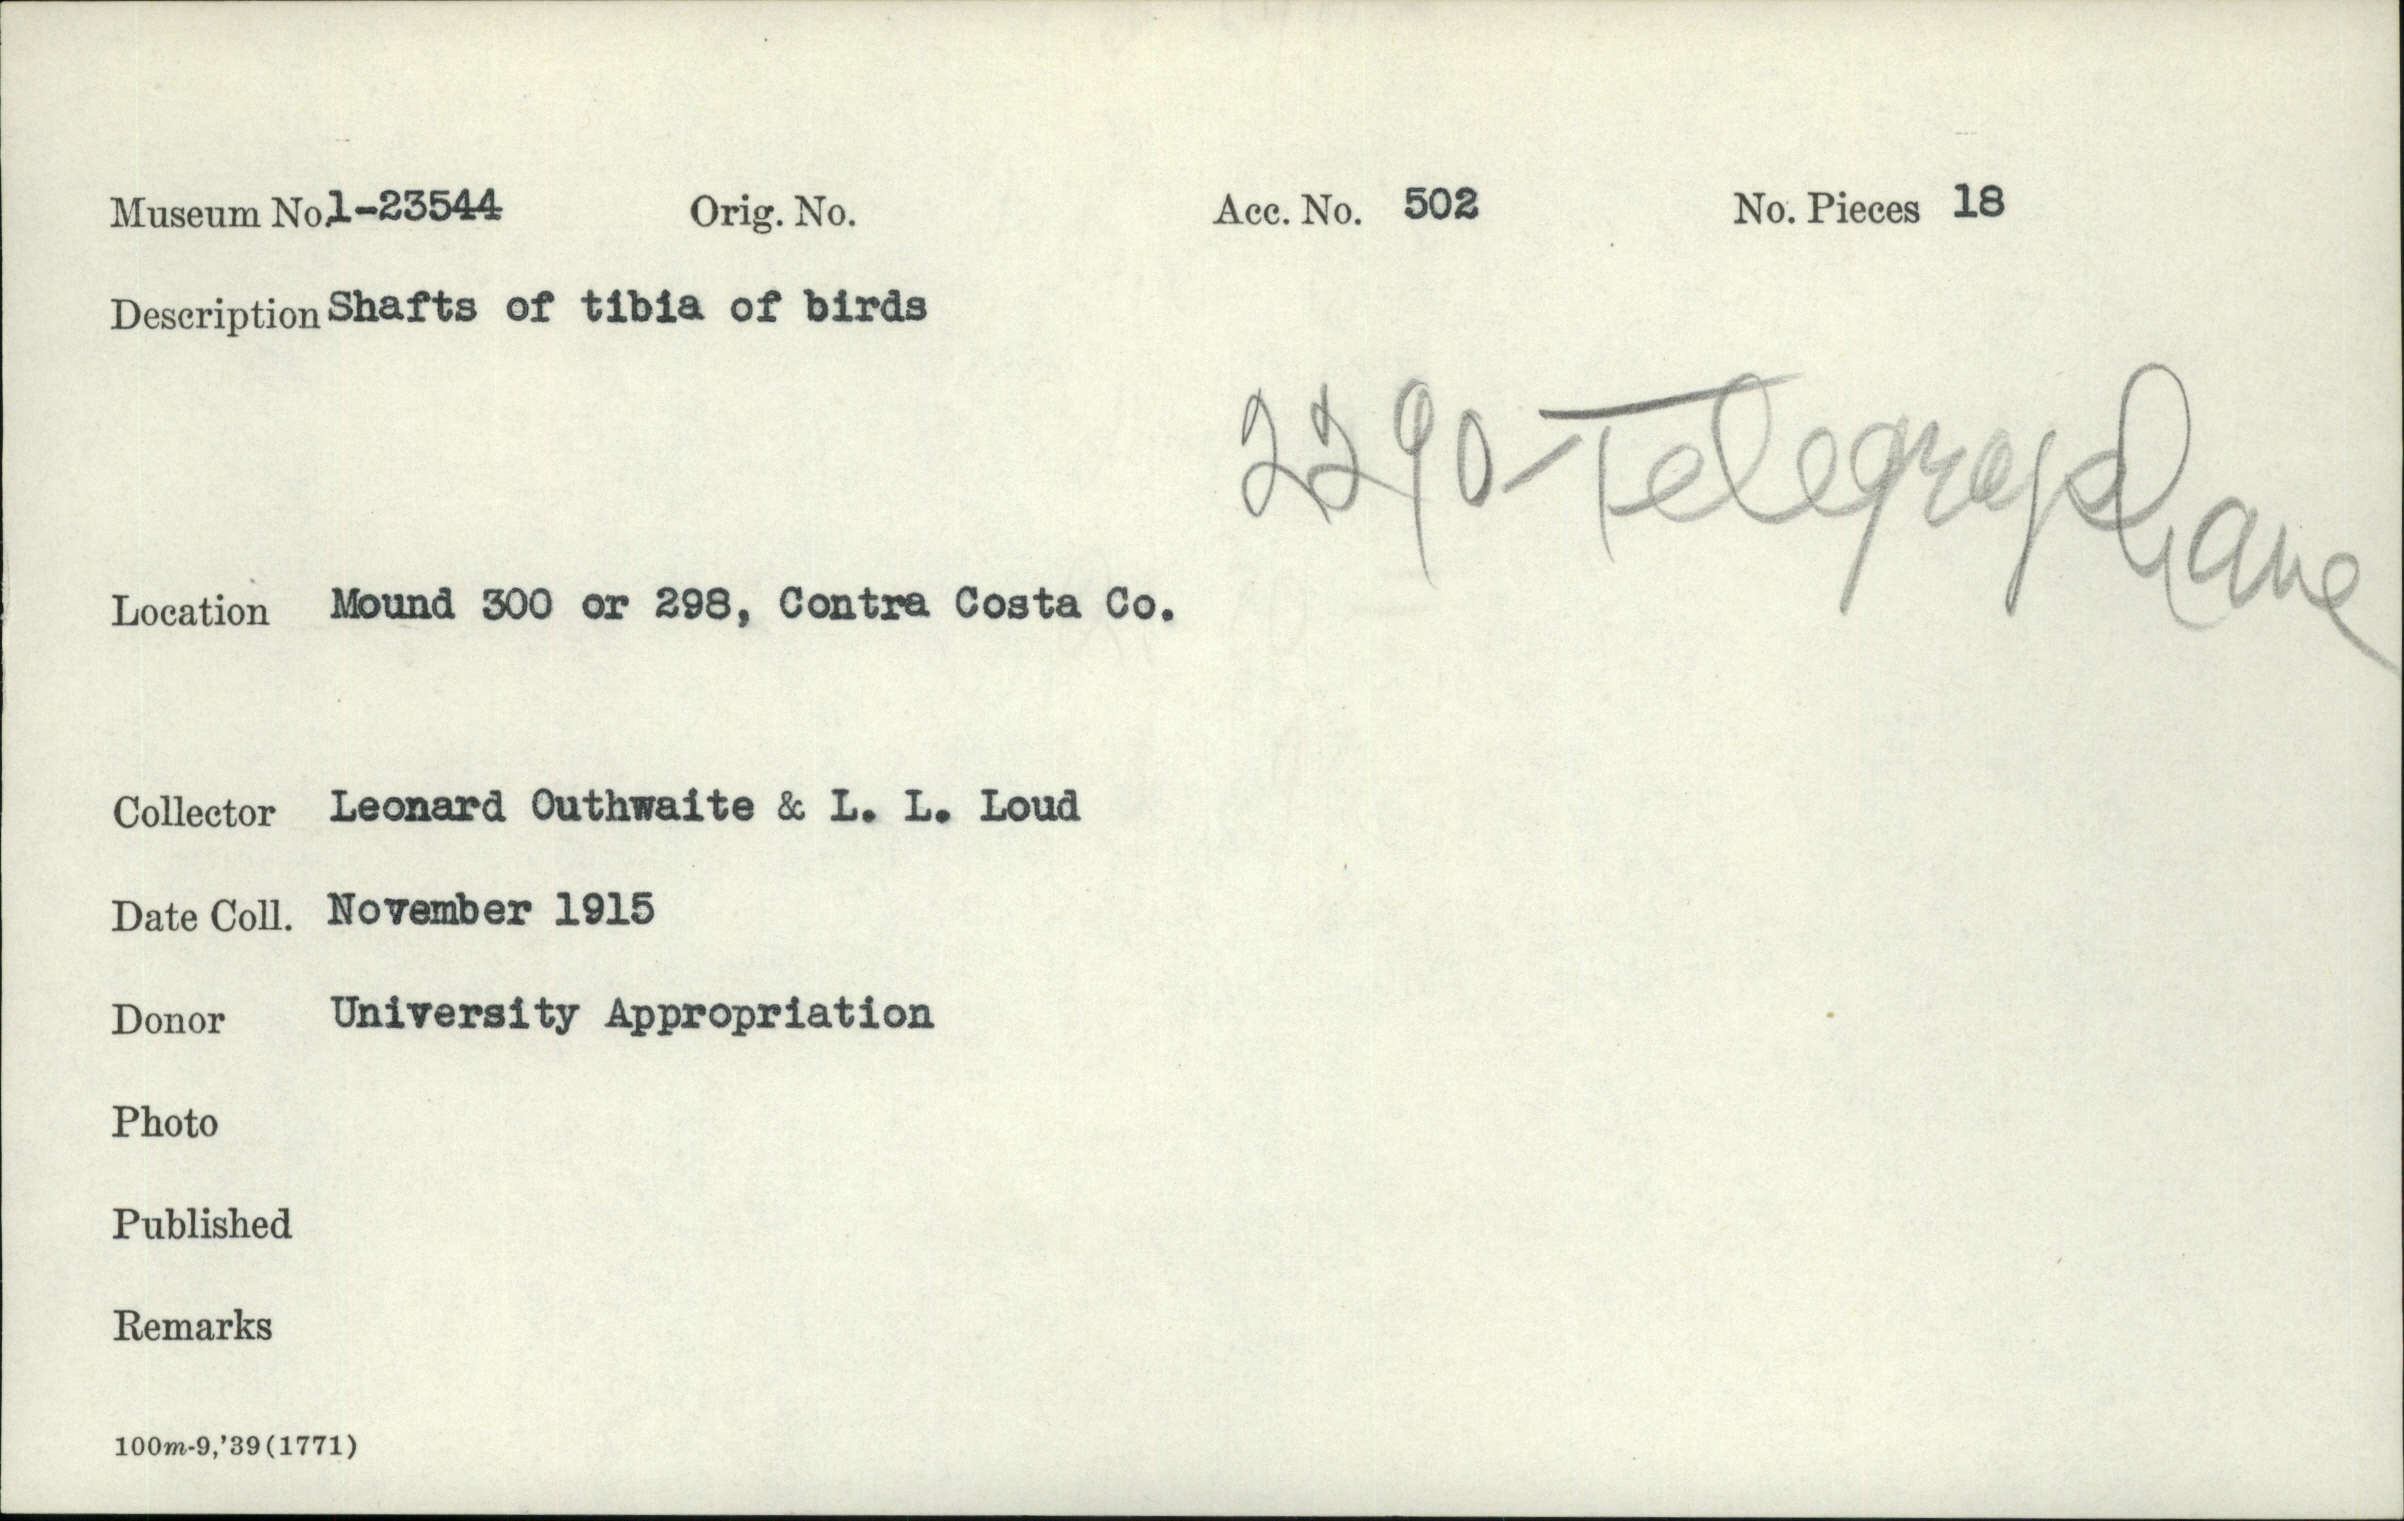 Museum No. 1-23544 Orig. No. Acc. No. 502 No. Pieces 18
Description Shafts of tibia of birds
2290-Telegraph ave
Location Mound 300 or 298, Contra Costa Co.
Collector Leonard Outhwaite & L. L. Loud
Date Coll. November 1915
Donor University Appropriation
Photo
Published
Remarks
100m-9,'39(1771)